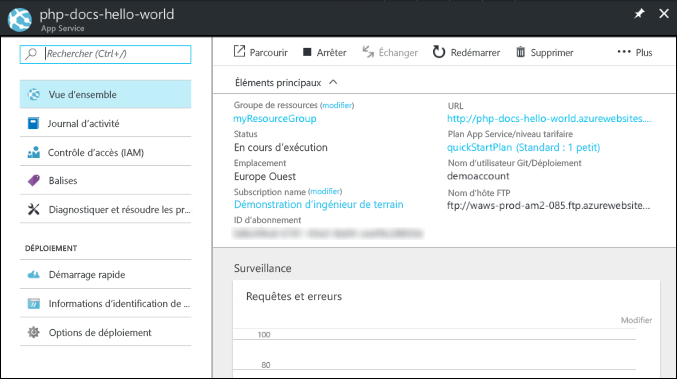 php-docs-hello-world
App Service
Rechercher (Ctrl+/)
Vue d'ensemble
Journal d'activité
Contrôle d'accès (IAM)
Balises
Diagnostiquer et résoudre les pr...
DÉPLOIEMENT
Démarrage rapide
Informations d'identification de ...
Options de déploiement
Parcourir Arrêter Échanger Redémarrer Supprimer ... Plus
Éléments principaux
Groupe de ressources (modifier)
myResourceGroup
Status
En cours d'exécution
Emplacement
Europe Ouest
Subscription name (modifier)
Démonstration d'ingénieur de terrain
ID d'abonnement
URL
http://php-docs-hello-world.azurewebsites....
Plan App Service/niveau tarifaire
quickStartPlan (Standard : 1 petit)
Nom d'utilisateur Git/Déploiement
demoaccount
Nom d'hôte FTP
ftp://waws-prod-am2-085.ftp.azurewebsite...
Surveillance
Requêtes et erreurs
Modifier
100
80